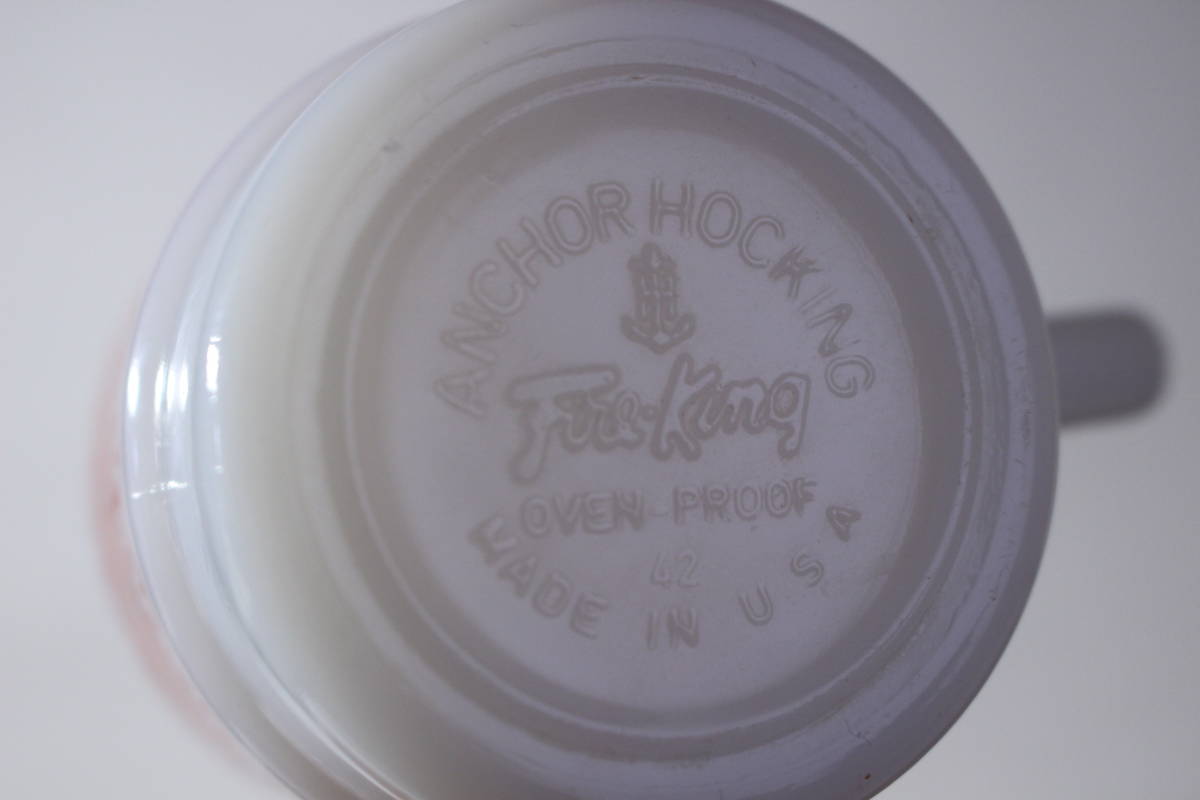 ANCHOR HOCKING
Fire-King
OVEN-PROOF
42
MADE IN U S A